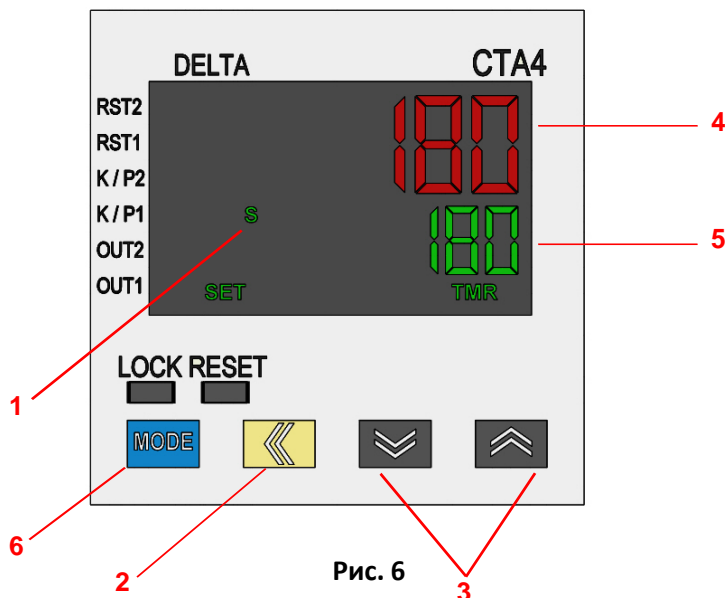 DELTA CTA4
RST2
180
4
RST1
K / P2
K / P1
S
180
5
OUT2
OUT1
SET
TMR
LOCK RESET
1
MODE
6
2
Рис. 6
3